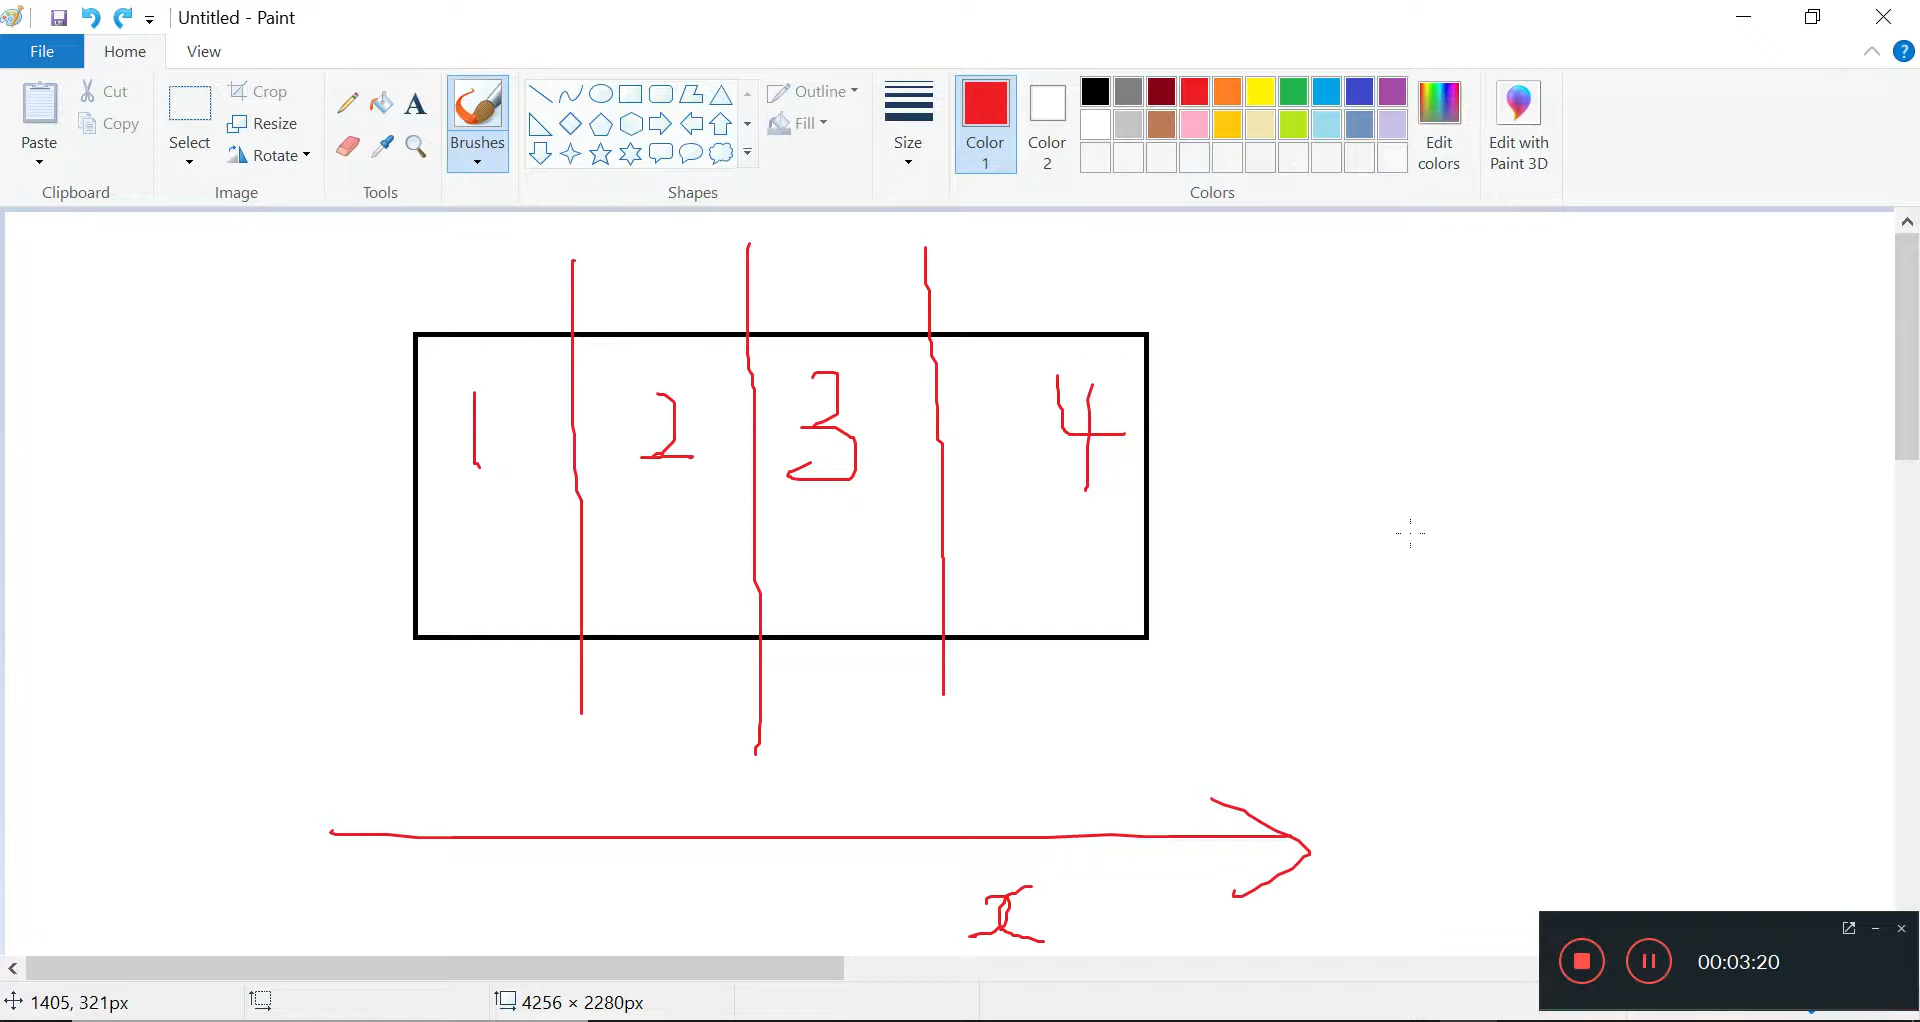 Untitled - Paint
File Home View ?
Paste
Cut
Copy
Clipboard
Select
Crop
Resize
Rotate
Image
A
Tools
Brushes
Shapes
Outline
Fill
Size
Color 1
Color 2
Colors
Edit colors
Edit with Paint 3D
1 2 3 4
x
00:03:20
1405, 321px
4256 × 2280px